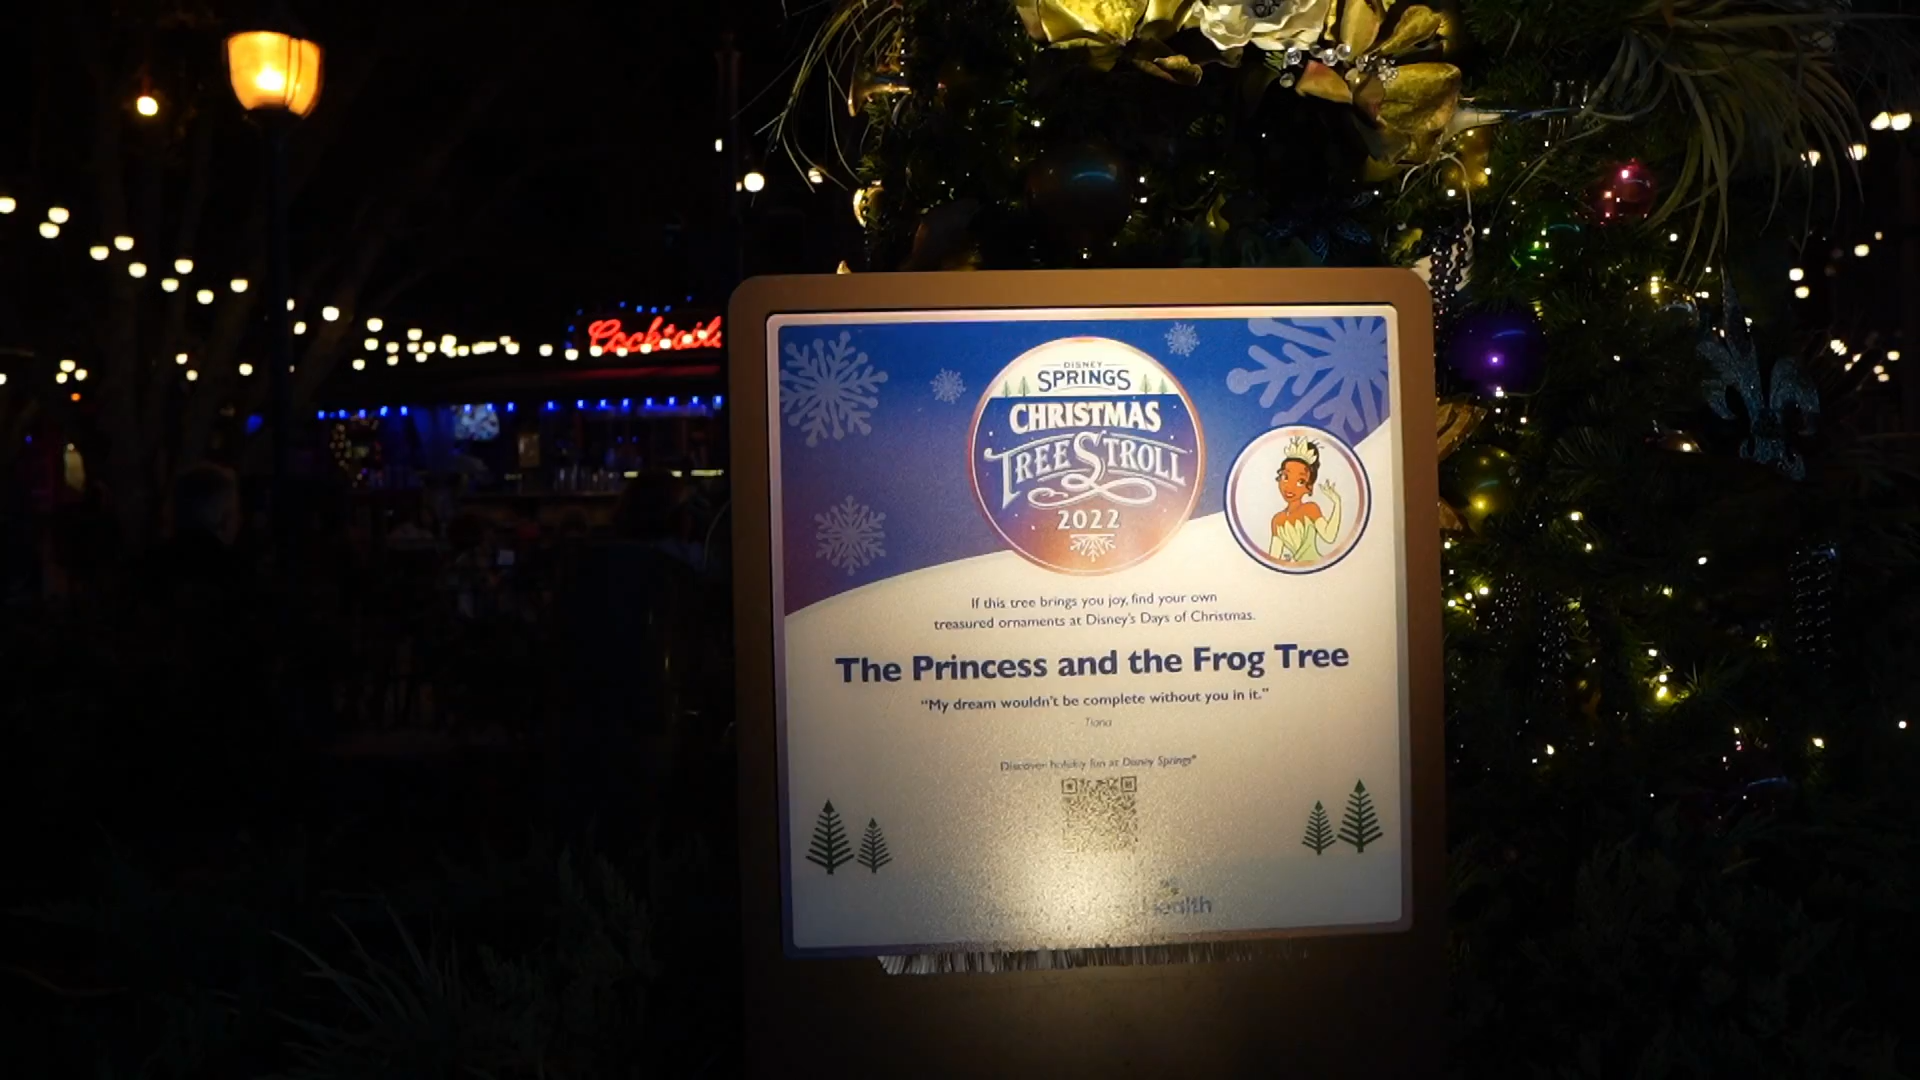 Cocktails
DISNEY
SPRINGS
CHRISTMAS
TREE STROLL
2022
If this tree brings you joy, find your own
treasured ornaments at Disney's Days of Christmas.
The Princess and the Frog Tree
“My dream wouldn't be complete without you in it.”
- Tiana
Discover holiday fun at Disney Springs®
Health